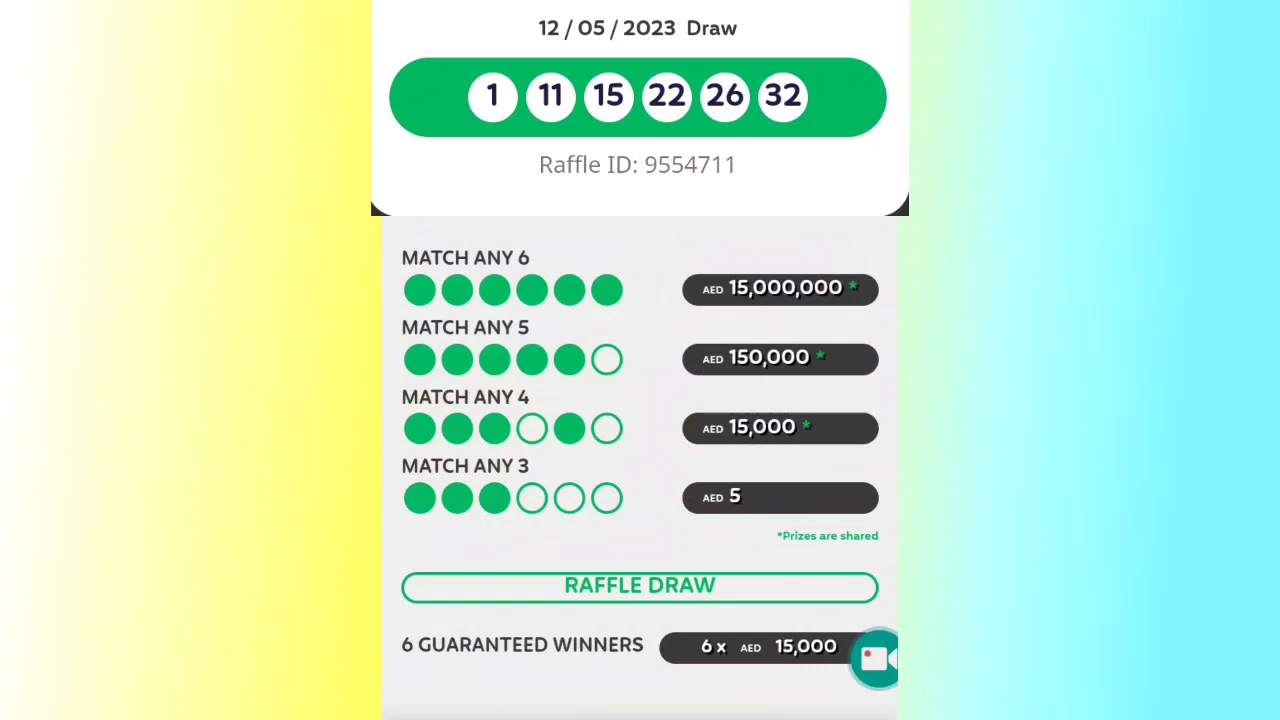 12 / 05 / 2023 Draw
1 11 15 22 26 32
Raffle ID: 9554711
MATCH ANY 6
AED 15,000,000 *
MATCH ANY 5
AED 150,000 *
MATCH ANY 4
AED 15,000 *
MATCH ANY 3
AED 5
*Prizes are shared
RAFFLE DRAW
6 GUARANTEED WINNERS 6 x AED 15,000